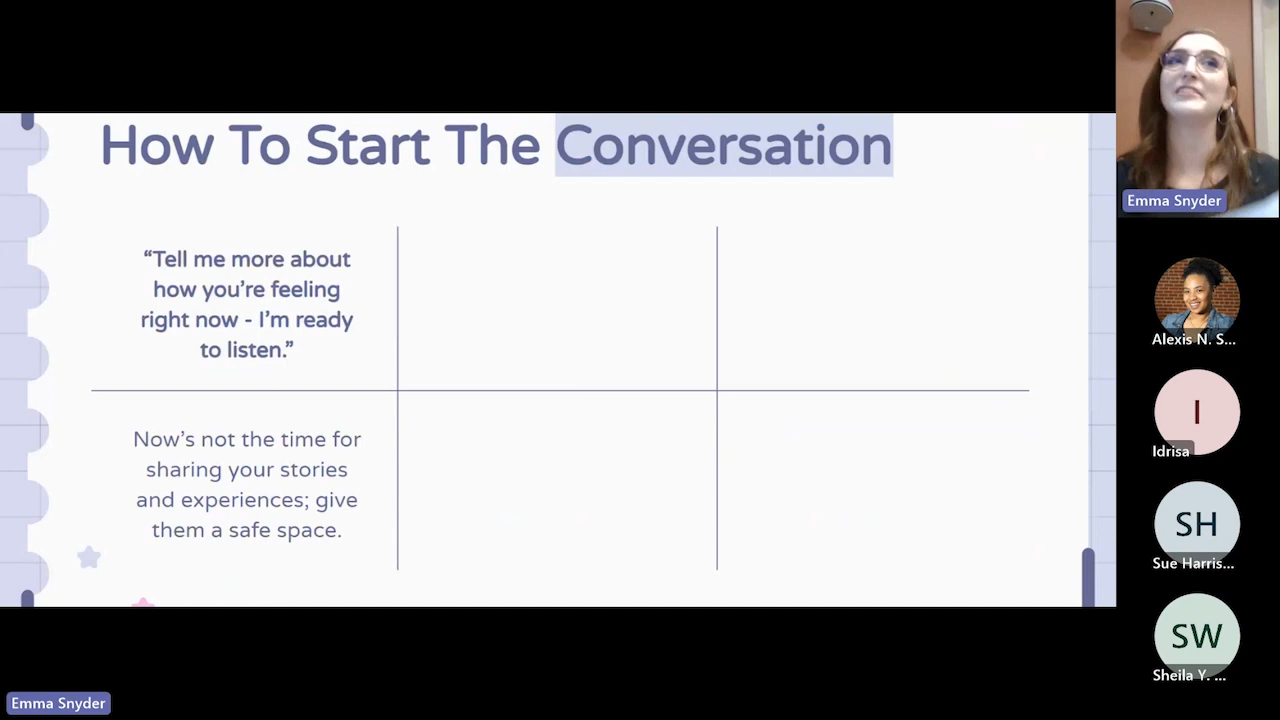 How To Start The Conversation
“Tell me more about
how you’re feeling
right now - I’m ready
to listen.”
Now’s not the time for
sharing your stories
and experiences; give
them a safe space.
Emma Snyder
Alexis N. S...
I
Idrisa
SH
Sue Harris...
SW
Sheila Y. ...
Emma Snyder